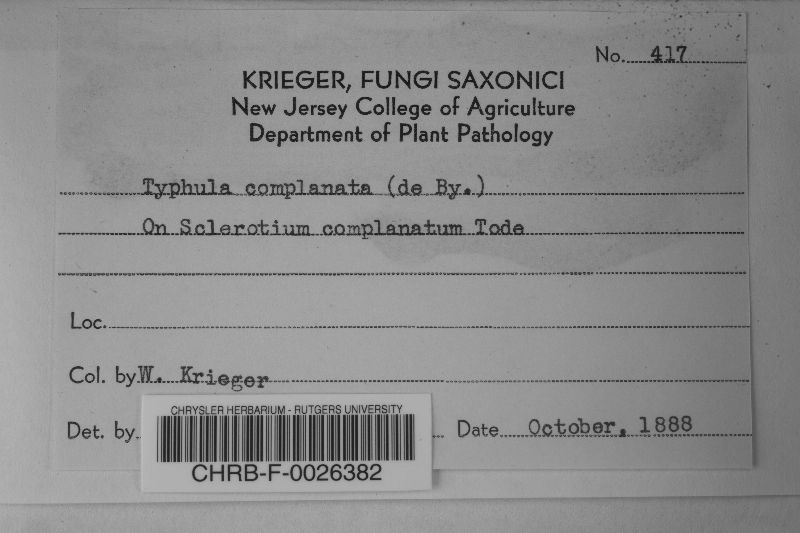 No. 417
KRIEGER, FUNGI SAXONICI
New Jersey College of Agriculture
Department of Plant Pathology
Typhula complanata (de By.)
On Sclerotium complanatum Tode
Loc.
Col. by W. Krieger
Det. by
Date October, 1888
CHRYSLER HERBARIUM - RUTGERS UNIVERSITY
CHRB-F-0026382